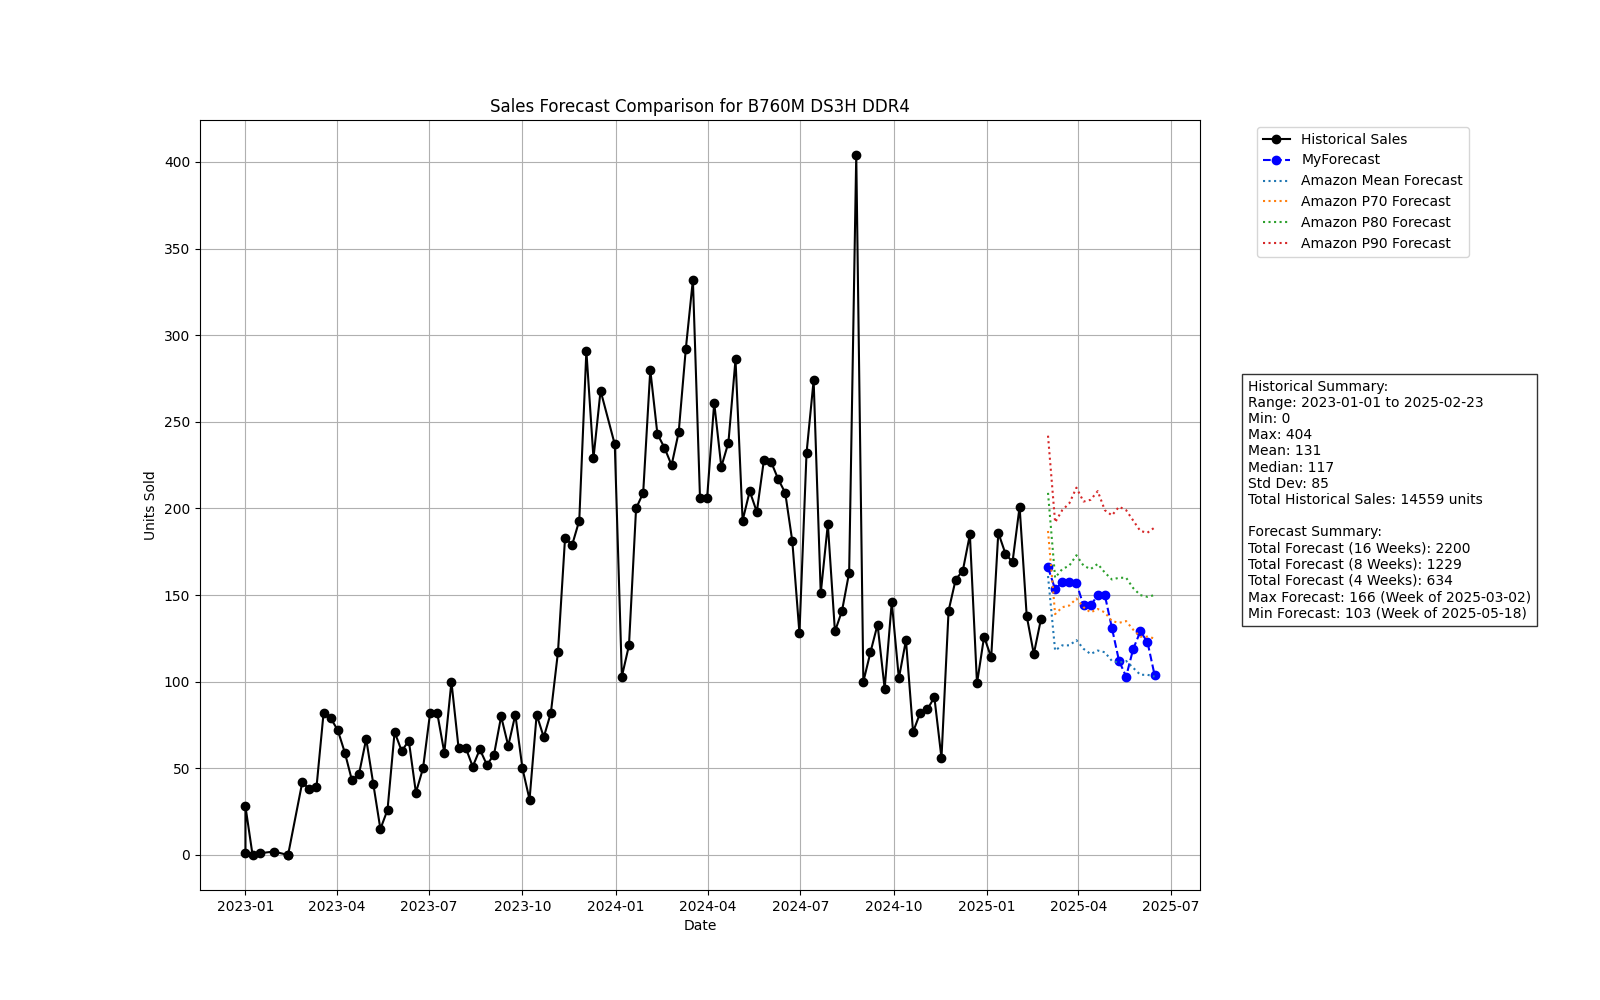 Sales Forecast Comparison for B760M DS3H DDR4
Historical Sales
MyForecast
Amazon Mean Forecast
Amazon P70 Forecast
Amazon P80 Forecast
Amazon P90 Forecast
Units Sold
400
350
300
250
200
150
100
50
0
2023-01 2023-04 2023-07 2023-10 2024-01 2024-04 2024-07 2024-10 2025-01 2025-04 2025-07
Date
Historical Summary:
Range: 2023-01-01 to 2025-02-23
Min: 0
Max: 404
Mean: 131
Median: 117
Std Dev: 85
Total Historical Sales: 14559 units
Forecast Summary:
Total Forecast (16 Weeks): 2200
Total Forecast (8 Weeks): 1229
Total Forecast (4 Weeks): 634
Max Forecast: 166 (Week of 2025-03-02)
Min Forecast: 103 (Week of 2025-05-18)